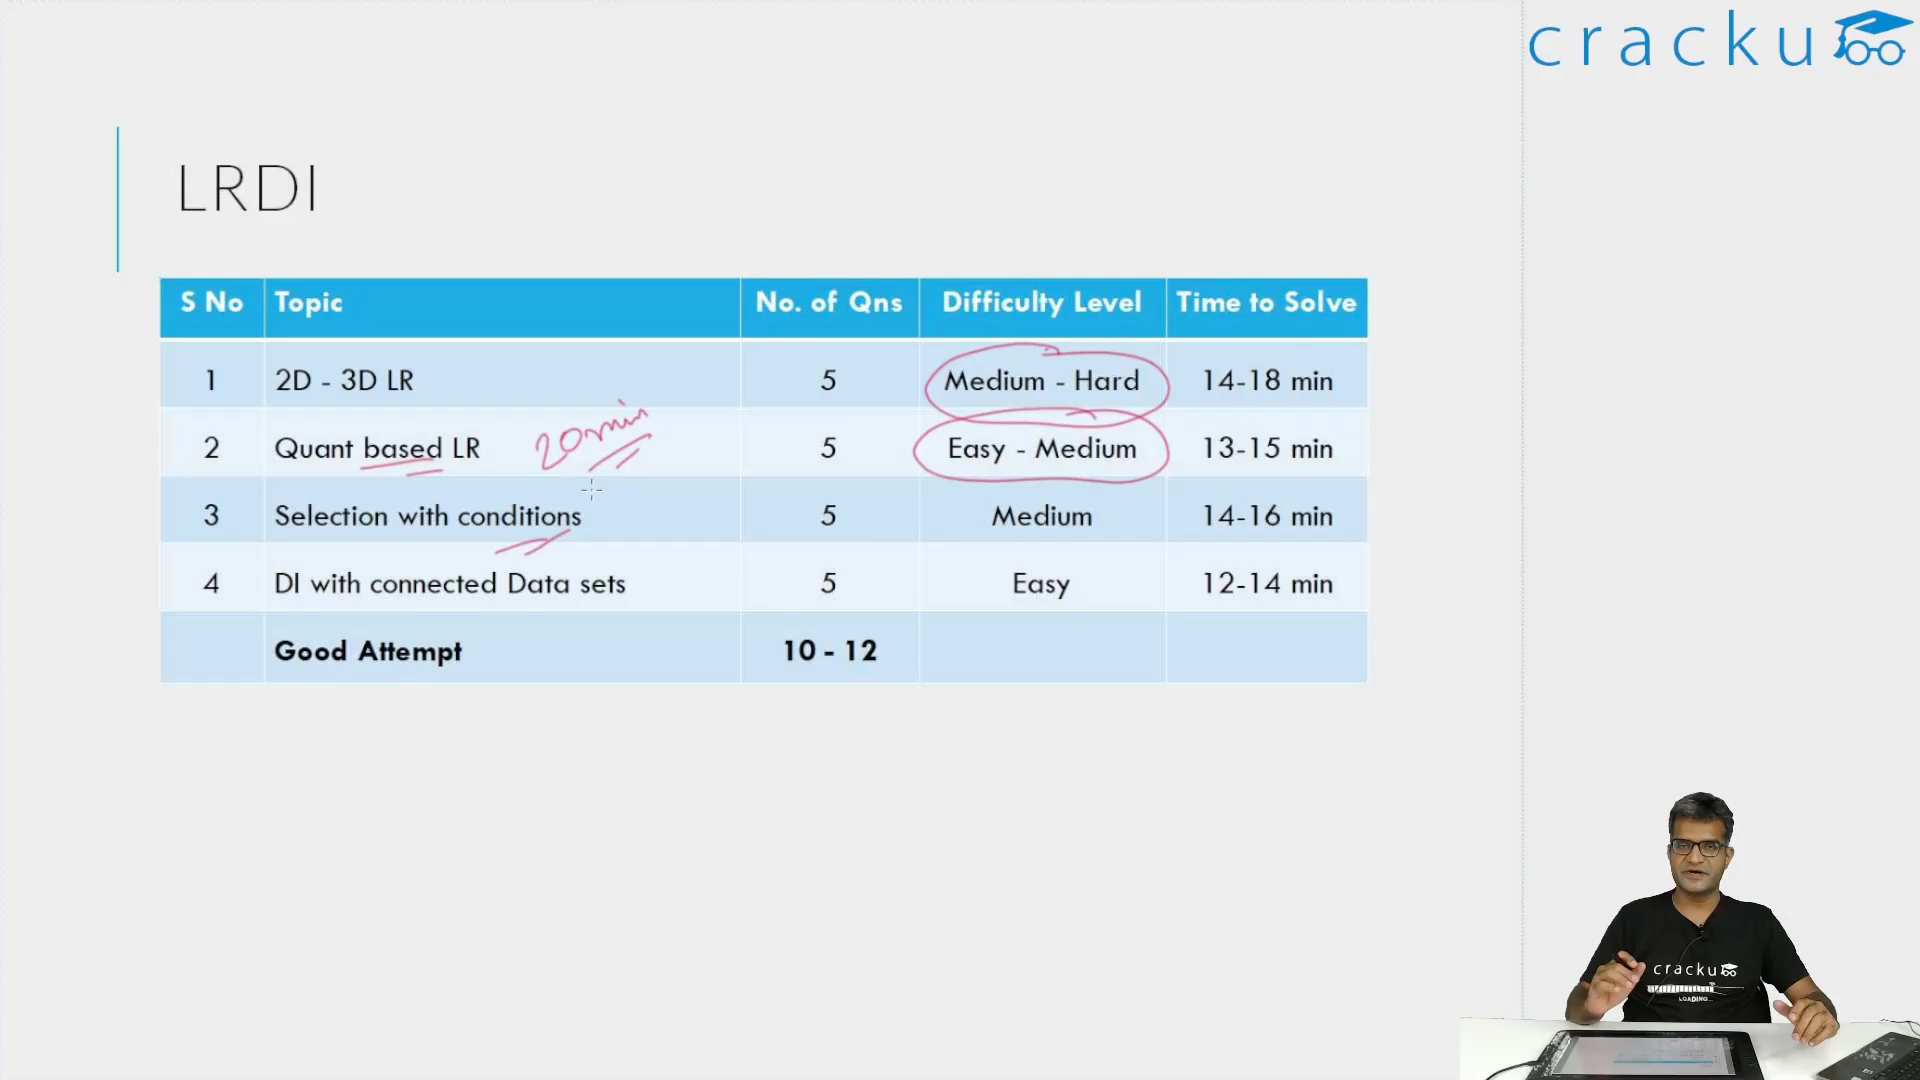 cracku
LRDI
S No Topic No. of Qns Difficulty Level Time to Solve
1 2D - 3D LR 5 Medium - Hard 14-18 min
2 Quant based LR 20 min 5 Easy - Medium 13-15 min
3 Selection with conditions 5 Medium 14-16 min
4 DI with connected Data sets 5 Easy 12-14 min
Good Attempt 10 - 12
cracku
LOADING...